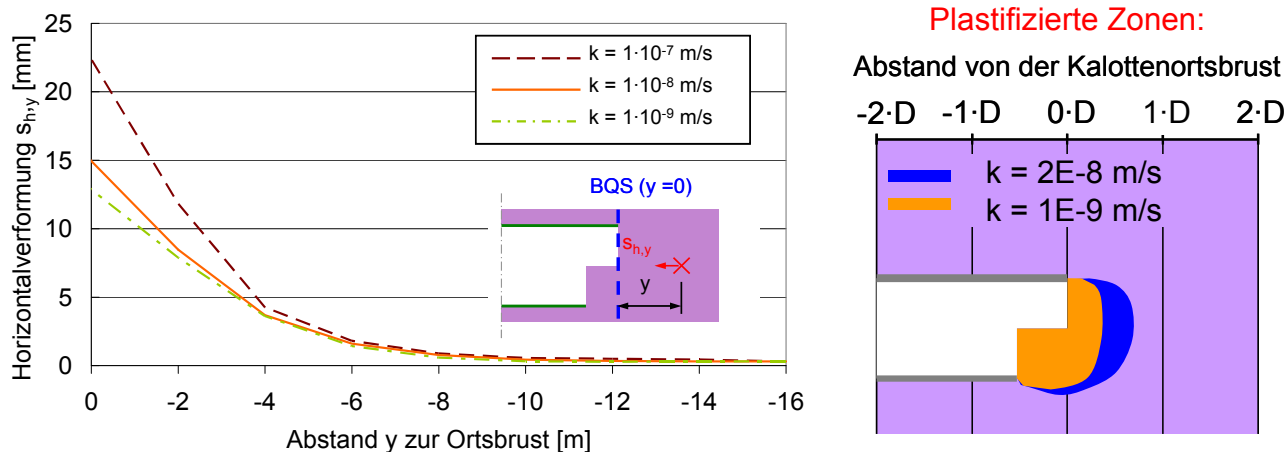 25
20
15
10
5
0
Horizontalverformung s_h,y [mm]
k = 1·10⁻⁷ m/s
k = 1·10⁻⁸ m/s
k = 1·10⁻⁹ m/s
BQS (y =0)
s_h,y
y
0 -2 -4 -6 -8 -10 -12 -14 -16
Abstand y zur Ortsbrust [m]
Plastifizierte Zonen:
Abstand von der Kalottenortsbrust
-2·D -1·D 0·D 1·D 2·D
k = 2E-8 m/s
k = 1E-9 m/s